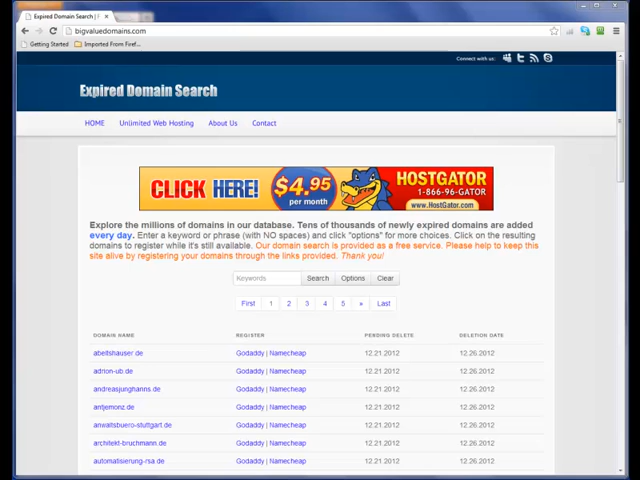 Expired Domain Search | F
bigvaluedomains.com
Getting Started Imported From Firef...
Connect with us:
Expired Domain Search
HOME Unlimited Web Hosting About Us Contact
CLICK HERE! $4.95 per month HOSTGATOR 1-866-96-GATOR www.HostGator.com
Explore the millions of domains in our database. Tens of thousands of newly expired domains are added
every day. Enter a keyword or phrase (with NO spaces) and click "options" for more choices. Click on the resulting
domains to register while it's still available. Our domain search is provided as a free service. Please help to keep this
site alive by registering your domains through the links provided. Thank you!
Keywords Search Options Clear
First 1 2 3 4 5 » Last
DOMAIN NAME REGISTER PENDING DELETE DELETION DATE
abeitshauser.de Godaddy | Namecheap 12.21.2012 12.26.2012
adrion-ub.de Godaddy | Namecheap 12.21.2012 12.26.2012
andreasjunghanns.de Godaddy | Namecheap 12.21.2012 12.26.2012
antjemonz.de Godaddy | Namecheap 12.21.2012 12.26.2012
anwaltsbuero-stuttgart.de Godaddy | Namecheap 12.21.2012 12.26.2012
architekt-bruchmann.de Godaddy | Namecheap 12.21.2012 12.26.2012
automatisierung-rsa.de Godaddy | Namecheap 12.21.2012 12.26.2012